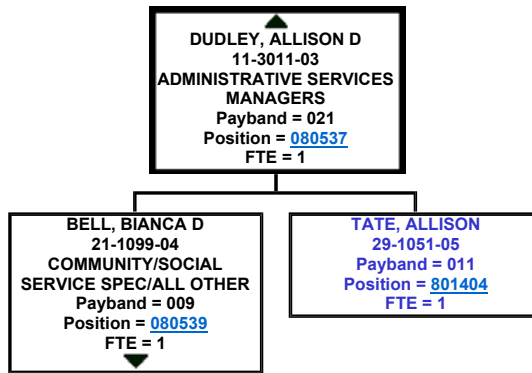 DUDLEY, ALLISON D
11-3011-03
ADMINISTRATIVE SERVICES
MANAGERS
Payband = 021
Position = 080537
FTE = 1
BELL, BIANCA D
21-1099-04
COMMUNITY/SOCIAL
SERVICE SPEC/ALL OTHER
Payband = 009
Position = 080539
FTE = 1
TATE, ALLISON
29-1051-05
Payband = 011
Position = 801404
FTE = 1